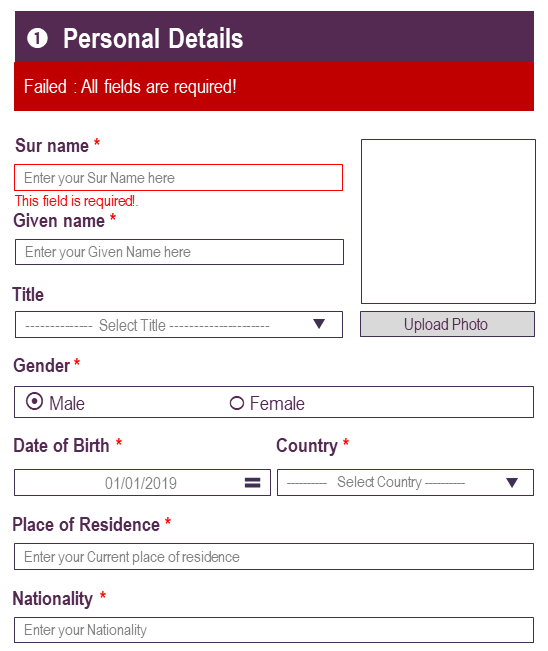 1 Personal Details
Failed : All fields are required!
Sur name *
Enter your Sur Name here
This field is required!.
Given name *
Enter your Given Name here
Title
-------------- Select Title ---------------------
Upload Photo
Gender *
Male Female
Date of Birth * Country *
01/01/2019 ---------- Select Country ----------
Place of Residence *
Enter your Current place of residence
Nationality *
Enter your Nationality